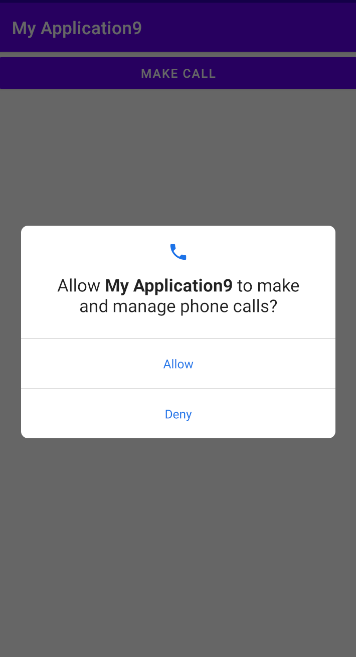 My Application9
MAKE CALL
Allow My Application9 to make
and manage phone calls?
Allow
Deny